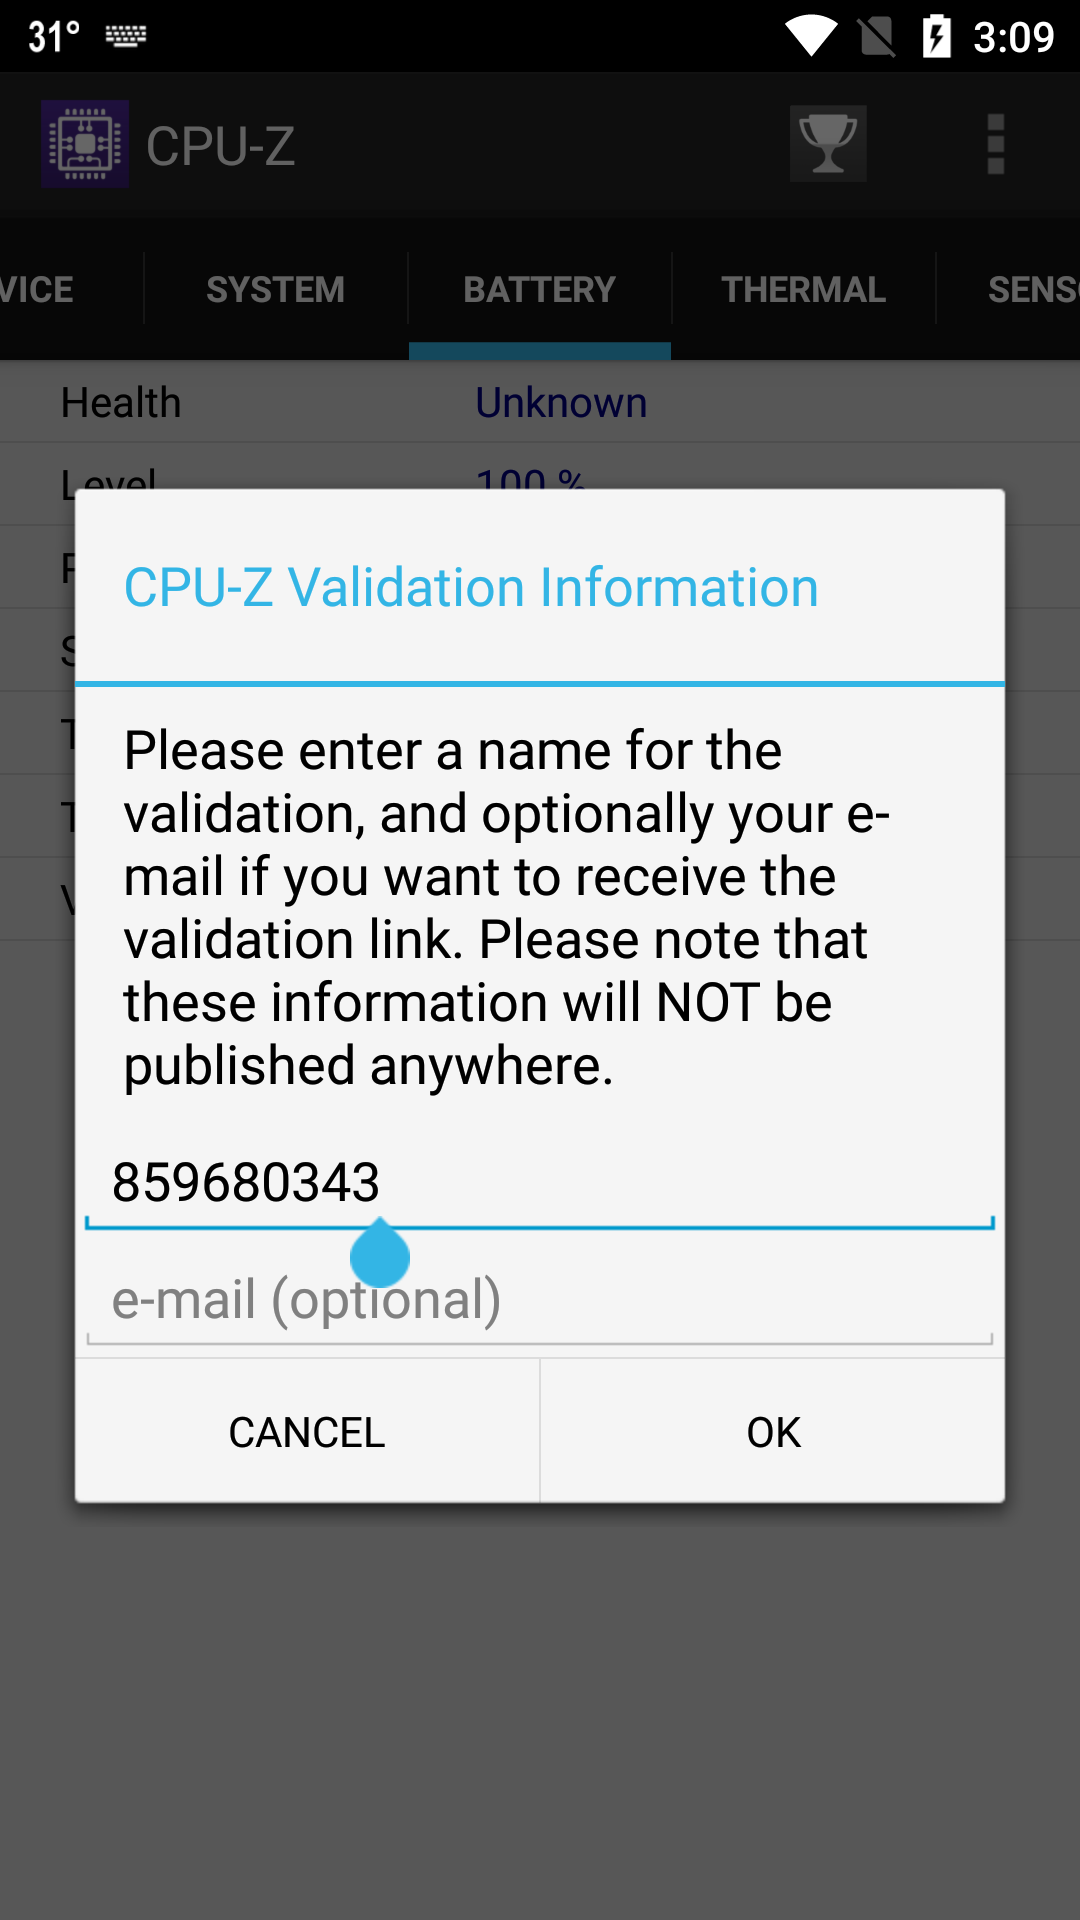 31° 3:09
CPU-Z
VICE SYSTEM BATTERY THERMAL SENS
Health Unknown
Level 100 %
CPU-Z Validation Information
Please enter a name for the
validation, and optionally your e-
mail if you want to receive the
validation link. Please note that
these information will NOT be
published anywhere.
859680343
e-mail (optional)
CANCEL OK